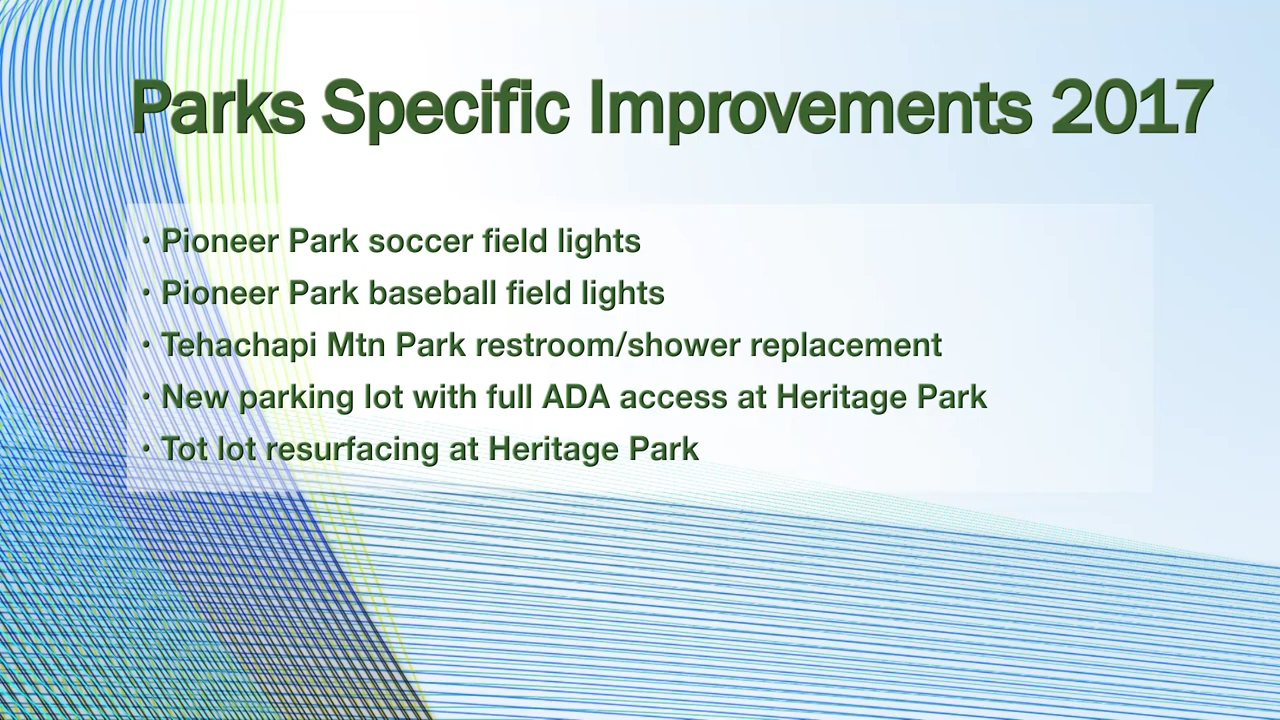 Parks Specific Improvements 2017
• Pioneer Park soccer field lights
• Pioneer Park baseball field lights
• Tehachapi Mtn Park restroom/shower replacement
• New parking lot with full ADA access at Heritage Park
• Tot lot resurfacing at Heritage Park